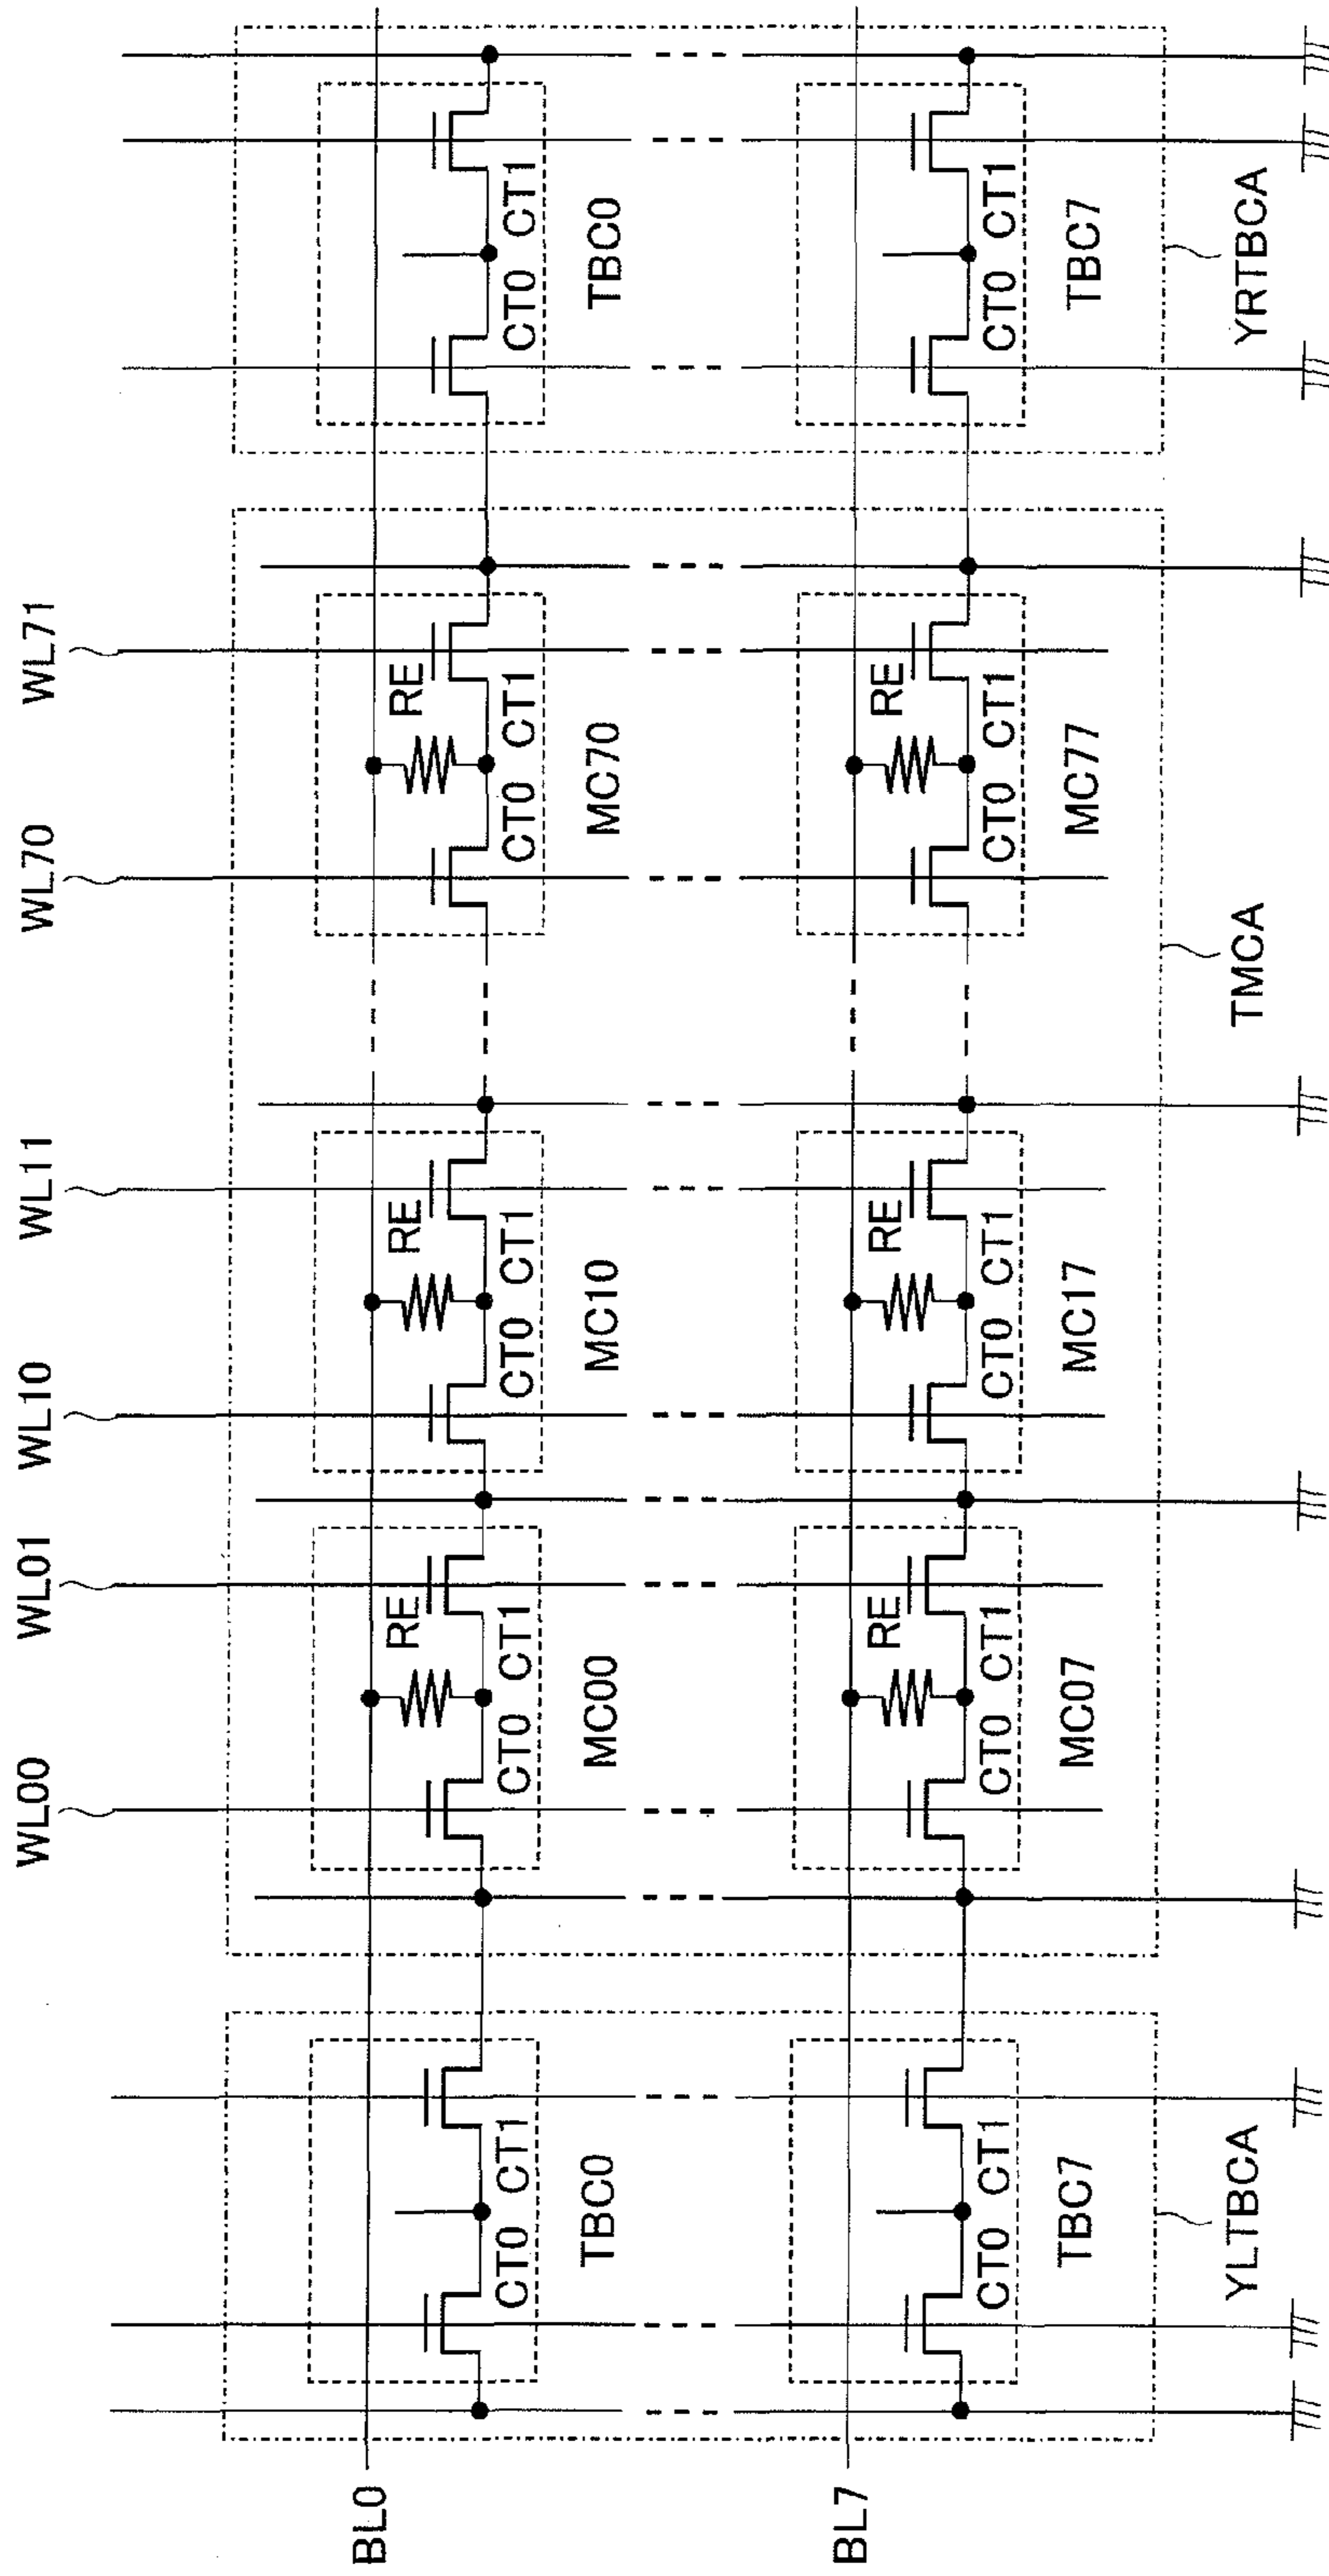 WL00 WL01 WL10 WL11 WL70 WL71
BL0
RE RE RE
CT0 CT1 CT0 CT1 CT0 CT1 CT0 CT1 CT0 CT1
TBC0 MC00 MC10 MC70 TBC0
BL7
RE RE RE
CT0 CT1 CT0 CT1 CT0 CT1 CT0 CT1 CT0 CT1
TBC7 MC07 MC17 MC77 TBC7
YLTBCA TMCA YRTBCA